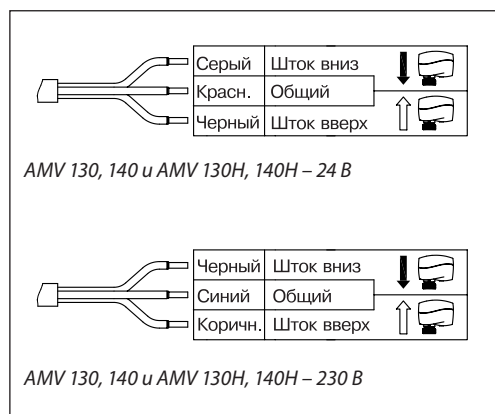 Серый Шток вниз
Красн. Общий
Черный Шток вверх
AMV 130, 140 и AMV 130H, 140H – 24 В
Черный Шток вниз
Синий Общий
Коричн. Шток вверх
AMV 130, 140 и AMV 130H, 140H – 230 В